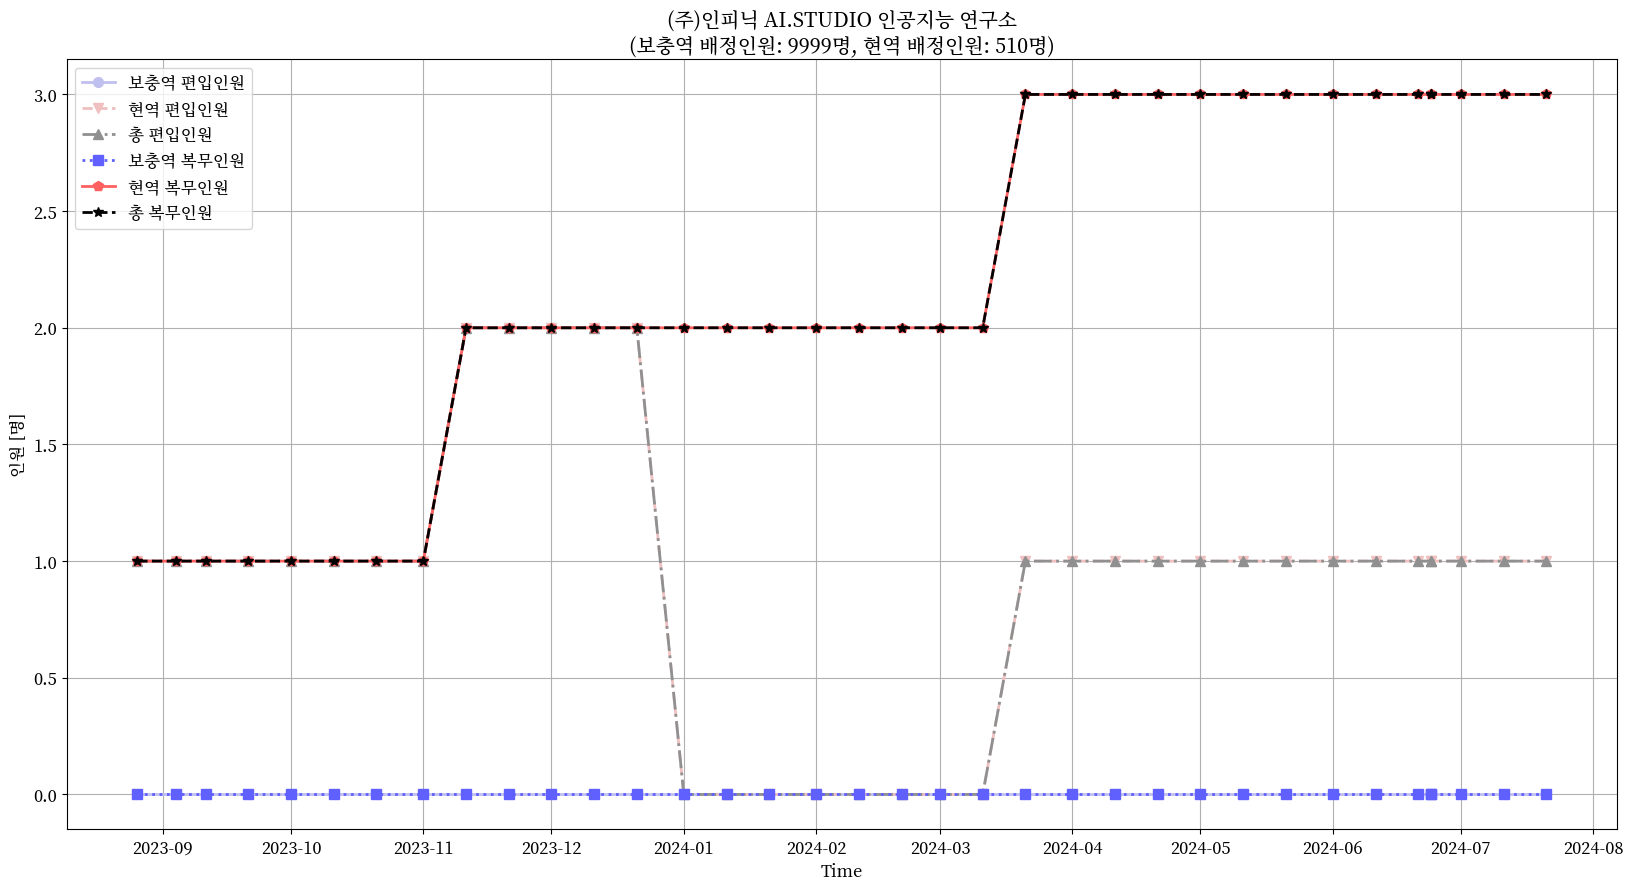 (주)인피닉 AI.STUDIO 인공지능 연구소
(보충역 배정인원: 9999명, 현역 배정인원: 510명)
보충역 편입인원
현역 편입인원
총 편입인원
보충역 복무인원
현역 복무인원
총 복무인원
3.0
2.5
2.0
1.5
1.0
0.5
0.0
인원 [명]
2023-09 2023-10 2023-11 2023-12 2024-01 2024-02 2024-03 2024-04 2024-05 2024-06 2024-07 2024-08
Time